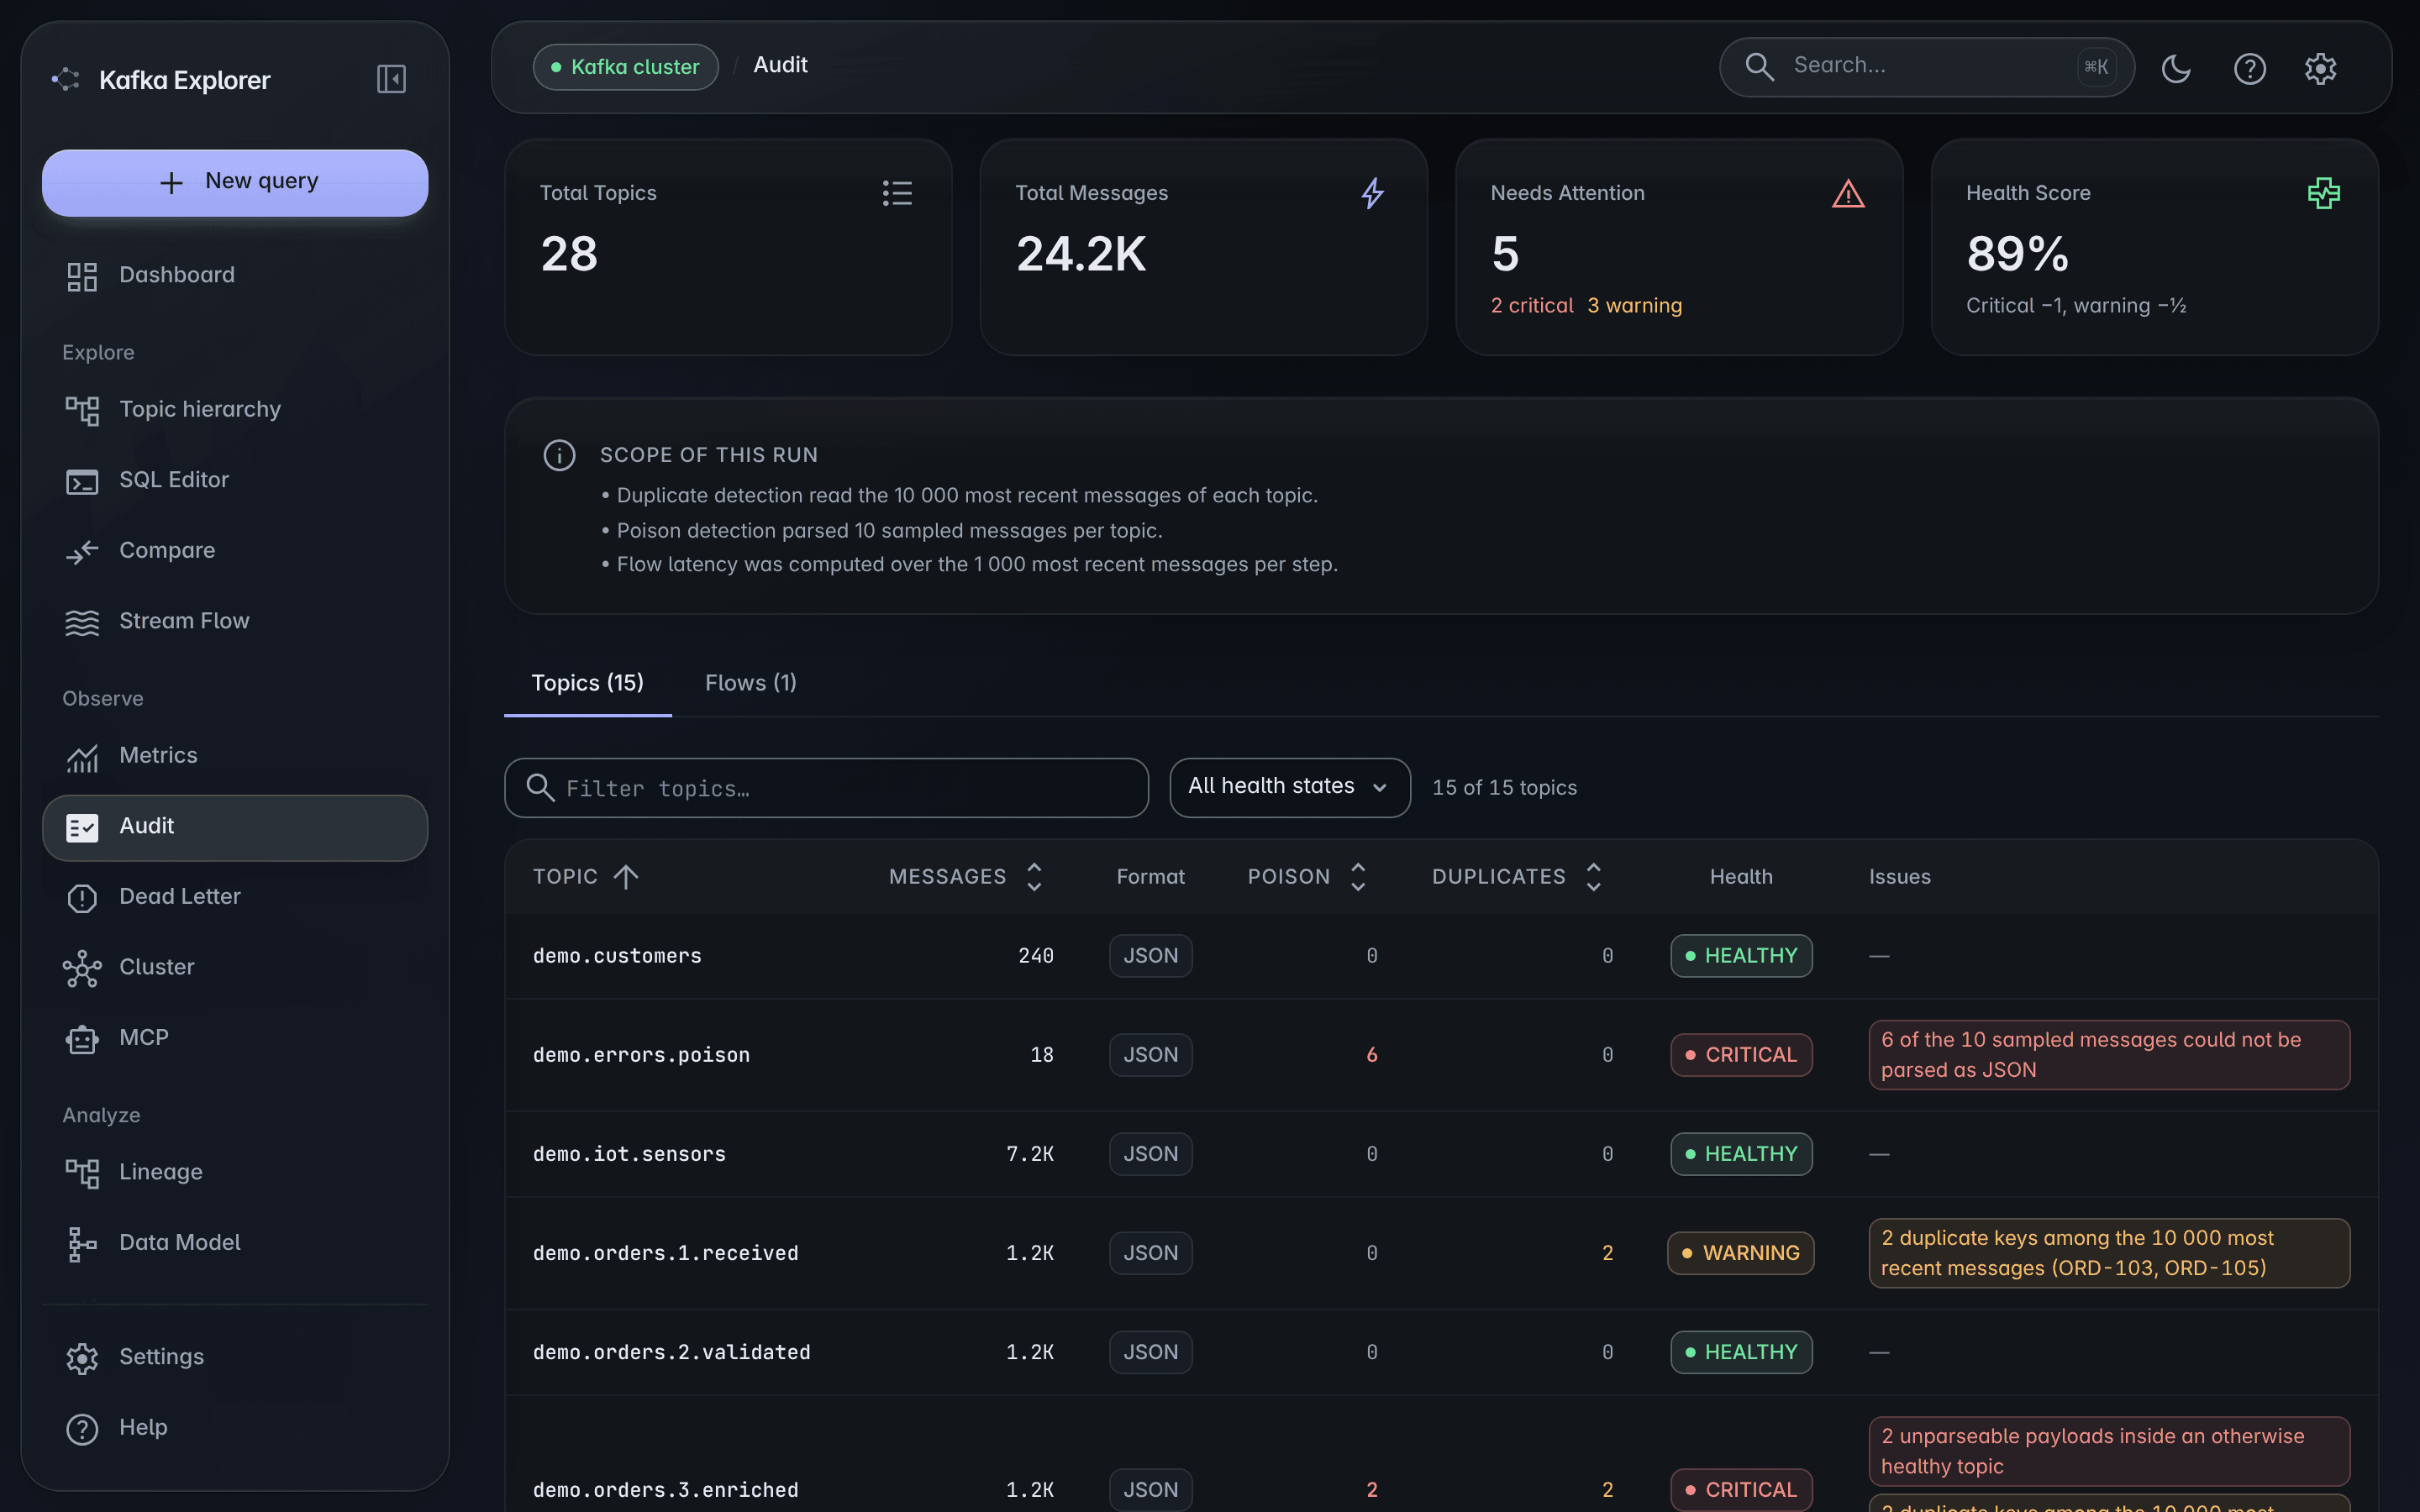 Kafka Explorer
New query
Dashboard
Explore
Topic hierarchy
SQL Editor
Compare
Stream Flow
Observe
Metrics
Audit
Dead Letter
Cluster
MCP
Analyze
Lineage
Data Model
Settings
Help
Kafka cluster / Audit
Search... ⌘K
Total Topics
28
Total Messages
24.2K
Needs Attention
5
2 critical 3 warning
Health Score
89%
Critical −1, warning −½
SCOPE OF THIS RUN
• Duplicate detection read the 10 000 most recent messages of each topic.
• Poison detection parsed 10 sampled messages per topic.
• Flow latency was computed over the 1 000 most recent messages per step.
Topics (15) Flows (1)
Filter topics… All health states 15 of 15 topics
TOPIC MESSAGES Format POISON DUPLICATES Health Issues
demo.customers 240 JSON 0 0 HEALTHY —
demo.errors.poison 18 JSON 6 0 CRITICAL 6 of the 10 sampled messages could not be
parsed as JSON
demo.iot.sensors 7.2K JSON 0 0 HEALTHY —
demo.orders.1.received 1.2K JSON 0 2 WARNING 2 duplicate keys among the 10 000 most
recent messages (ORD-103, ORD-105)
demo.orders.2.validated 1.2K JSON 0 0 HEALTHY —
2 unparseable payloads inside an otherwise
healthy topic
demo.orders.3.enriched 1.2K JSON 2 2 CRITICAL
2 duplicate keys among the 10 000 most